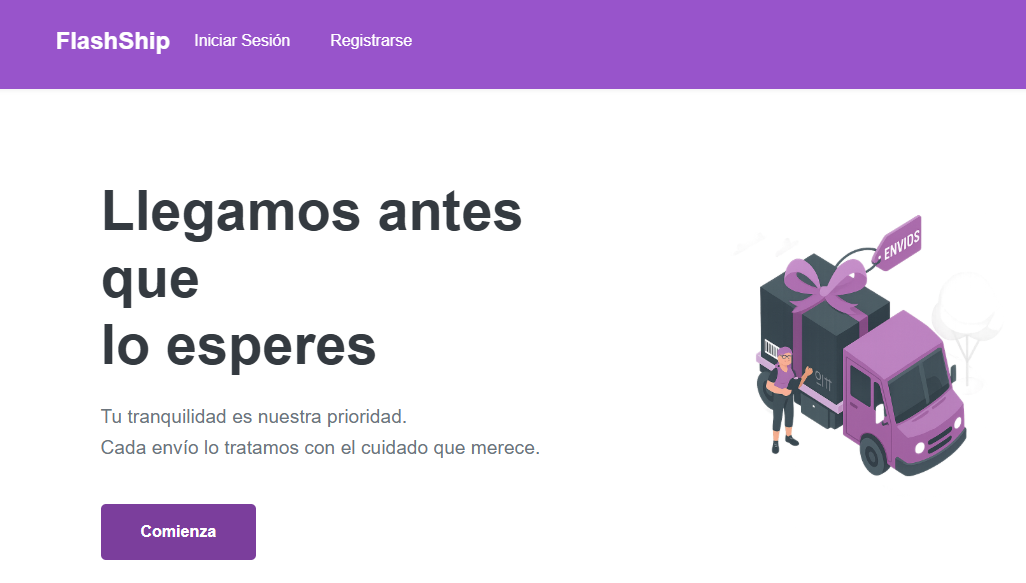 FlashShip Iniciar Sesión Registrarse
Llegamos antes
que
lo esperes
ENVIOS
Tu tranquilidad es nuestra prioridad.
Cada envío lo tratamos con el cuidado que merece.
Comienza